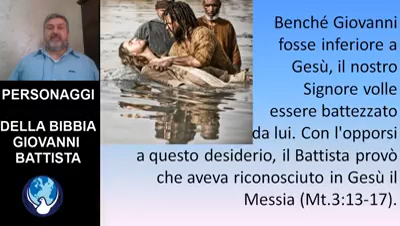 PERSONAGGI
DELLA BIBBIA
GIOVANNI
BATTISTA
Benché Giovanni
fosse inferiore a
Gesù, il nostro
Signore volle
essere battezzato
da lui. Con l'opporsi
a questo desiderio, il Battista provò
che aveva riconosciuto in Gesù il
Messia (Mt.3:13-17).